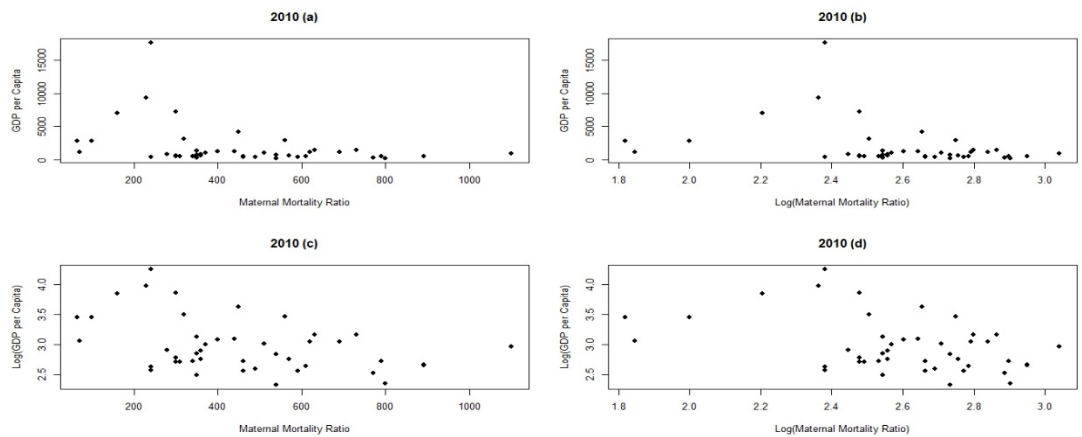 2010 (a)
GDP per Capita
15000
10000
5000
0
200 400 600 800 1000
Maternal Mortality Ratio
2010 (b)
GDP per Capita
15000
10000
5000
0
1.8 2.0 2.2 2.4 2.6 2.8 3.0
Log(Maternal Mortality Ratio)
2010 (c)
Log(GDP per Capita)
4.0
3.5
3.0
2.5
200 400 600 800 1000
Maternal Mortality Ratio
2010 (d)
Log(GDP per Capita)
4.0
3.5
3.0
2.5
1.8 2.0 2.2 2.4 2.6 2.8 3.0
Log(Maternal Mortality Ratio)